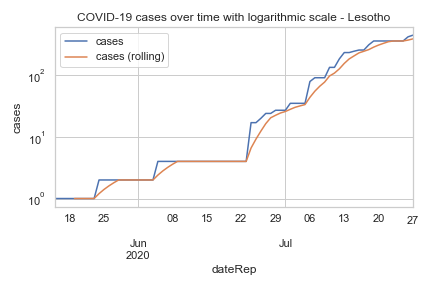 COVID-19 cases over time with logarithmic scale - Lesotho
cases
cases (rolling)
10²
10¹
10⁰
cases
18 25 08 15 22 29 06 13 20 27
Jun Jul
2020
dateRep